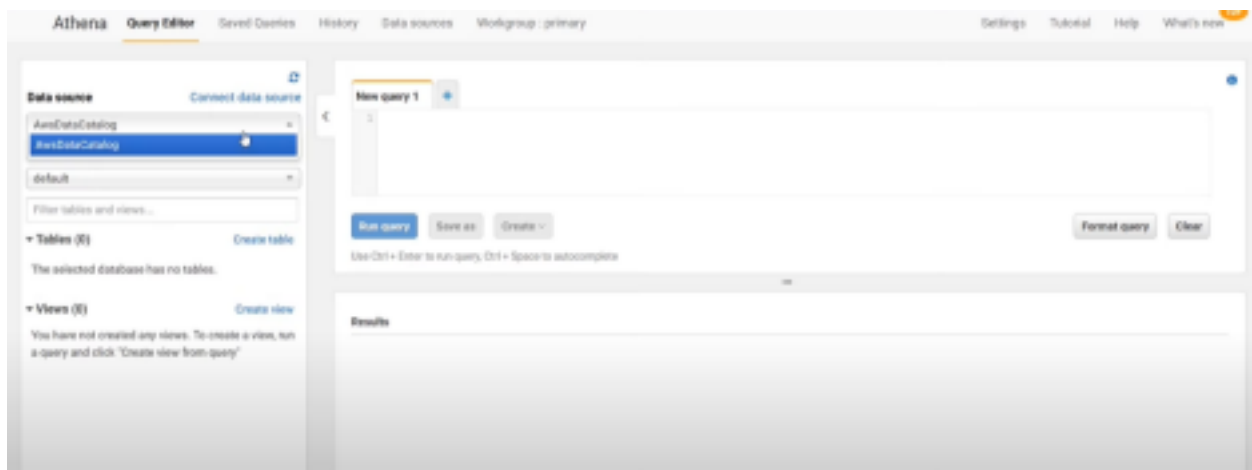 Athena Query Editor Saved Queries History Data sources Workgroup : primary Settings Tutorial Help What's new
Data source Connect data source
AwsDataCatalog
AwsDataCatalog
default
Filter tables and views...
Tables (0) Create table
The selected database has no tables.
Views (0) Create view
You have not created any views. To create a view, run
a query and click "Create view from query"
New query 1
1
Run query Save as Create Format query Clear
Use Ctrl + Enter to run query, Ctrl + Space to autocomplete
Results